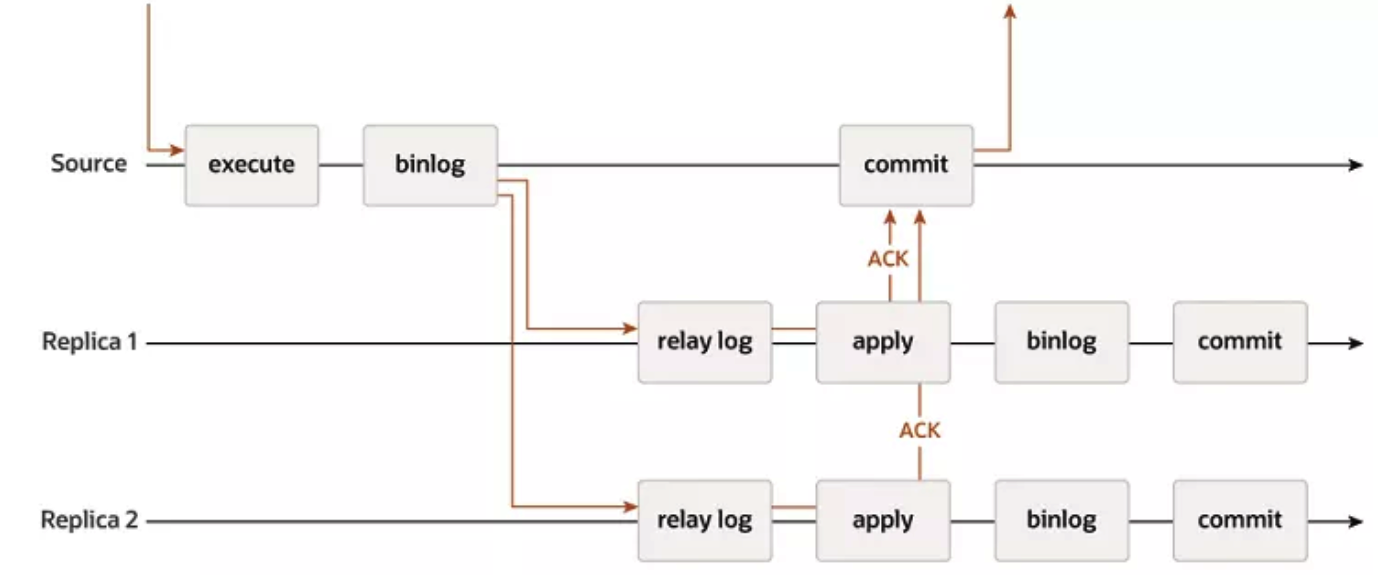 Source
execute
binlog
commit
ACK
Replica 1
relay log
apply
binlog
commit
ACK
Replica 2
relay log
apply
binlog
commit